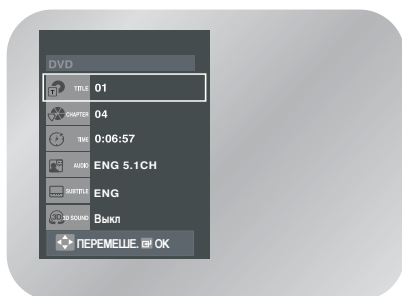 DVD
TITLE 01
CHAPTER 04
TIME 0:06:57
AUDIO ENG 5.1CH
SUBTITLE ENG
3D SOUND Выкл
ПЕРЕМЕШЕ. OK